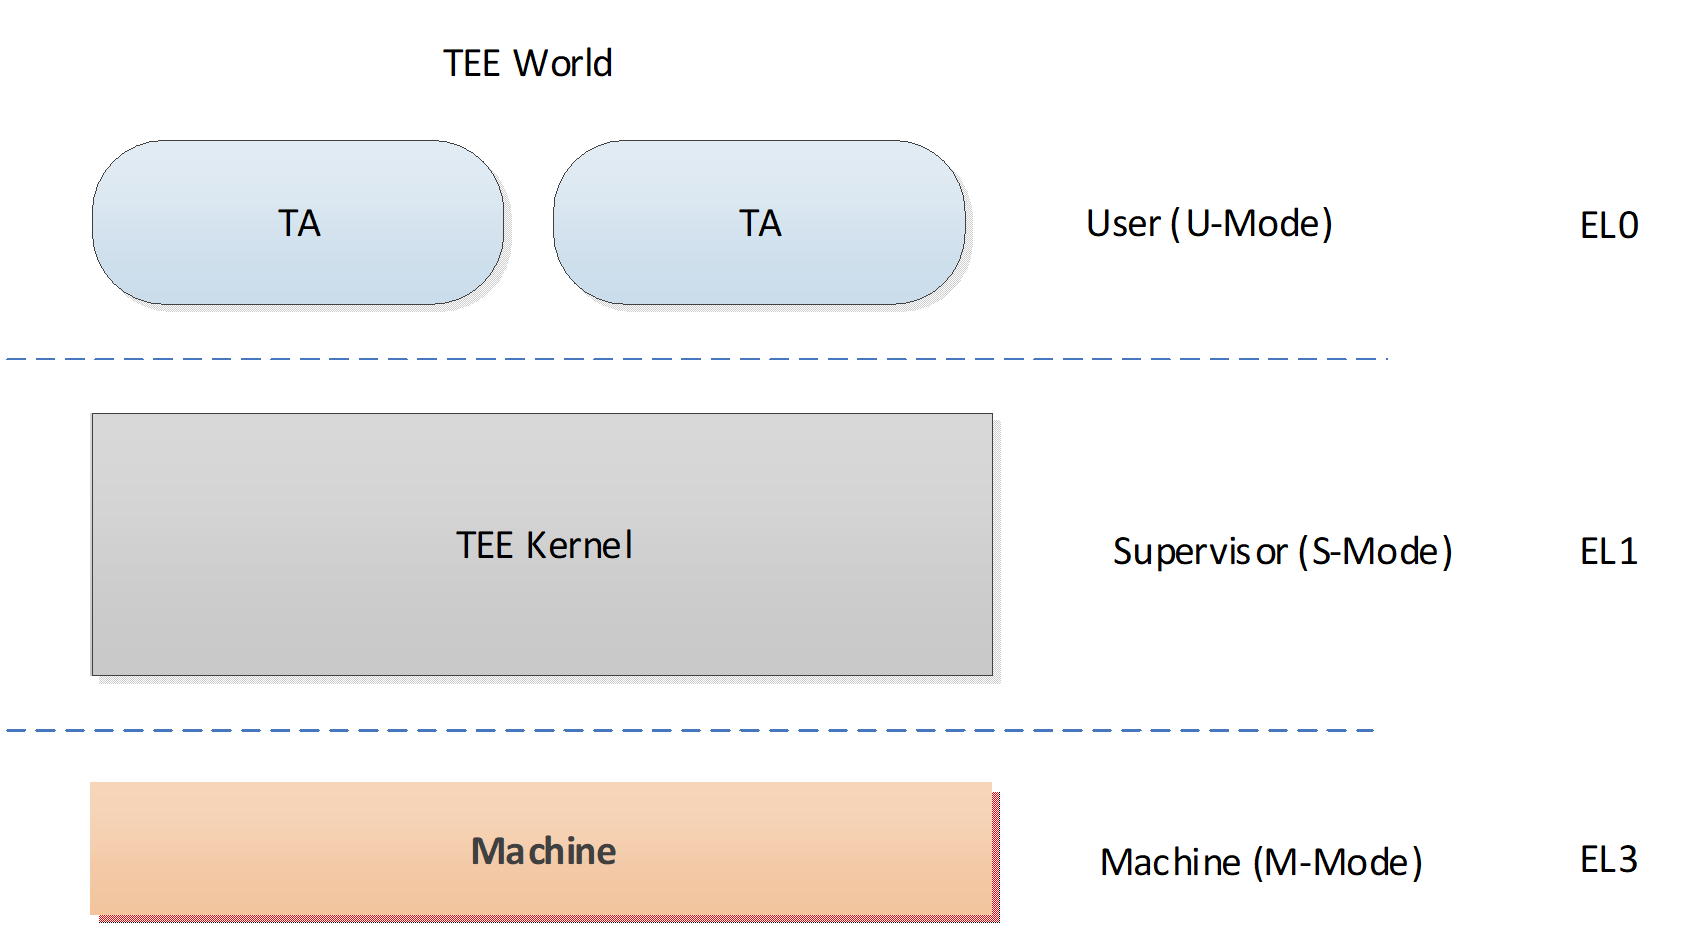 TEE World
TA
TA
User (U-Mode)
EL0
TEE Kernel
Supervisor (S-Mode)
EL1
Machine
Machine (M-Mode)
EL3